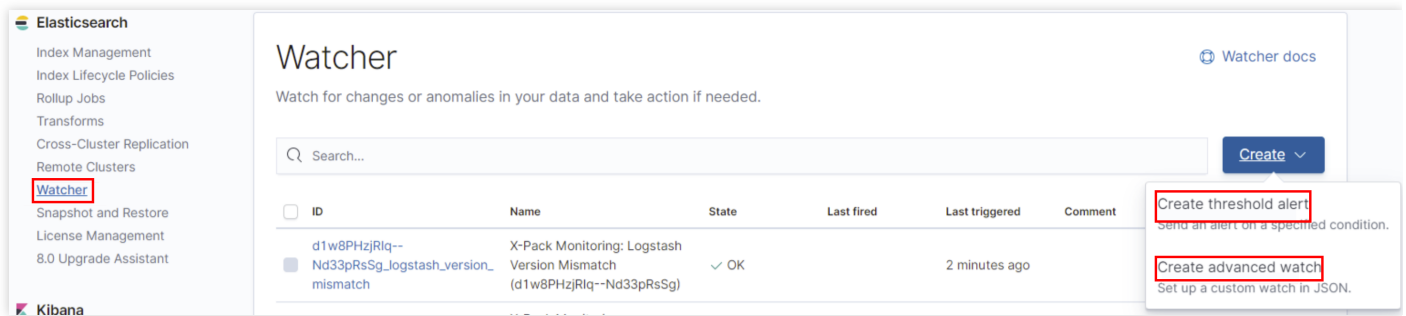 Elasticsearch
Index Management
Index Lifecycle Policies
Rollup Jobs
Transforms
Cross-Cluster Replication
Remote Clusters
Watcher
Snapshot and Restore
License Management
8.0 Upgrade Assistant
Kibana
Watcher
Watcher docs
Watch for changes or anomalies in your data and take action if needed.
Search...
Create
Create threshold alert
Send an alert on a specified condition.
Create advanced watch
Set up a custom watch in JSON.
ID Name State Last fired Last triggered Comment
d1w8PHzjRIq--
Nd33pRsSg_logstash_version_
mismatch
X-Pack Monitoring: Logstash
Version Mismatch
(d1w8PHzjRIq--Nd33pRsSg)
OK
2 minutes ago